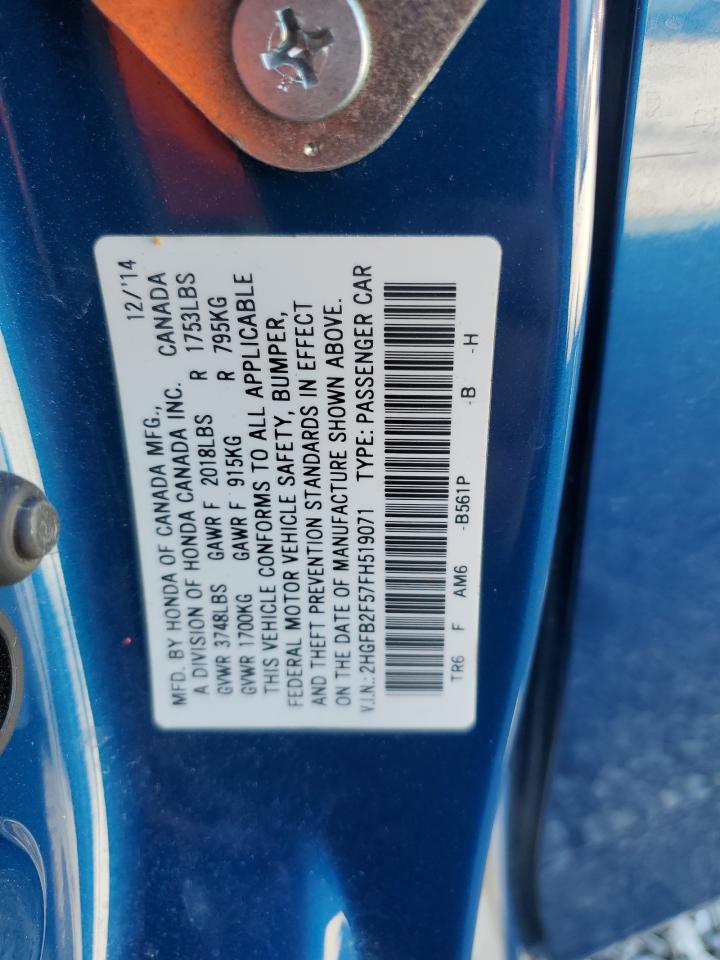 MFD. BY HONDA OF CANADA MFG., 12/'14
A DIVISION OF HONDA CANADA INC. CANADA
GVWR 3748LBS GAWR F 2018LBS R 1753LBS
GVWR 1700KG GAWR F 915KG R 795KG
THIS VEHICLE CONFORMS TO ALL APPLICABLE
FEDERAL MOTOR VEHICLE SAFETY, BUMPER,
AND THEFT PREVENTION STANDARDS IN EFFECT
ON THE DATE OF MANUFACTURE SHOWN ABOVE.
V.I.N.: 2HGFB2F57FH519071 TYPE: PASSENGER CAR
TR6 F AM6 -B561P -B -H